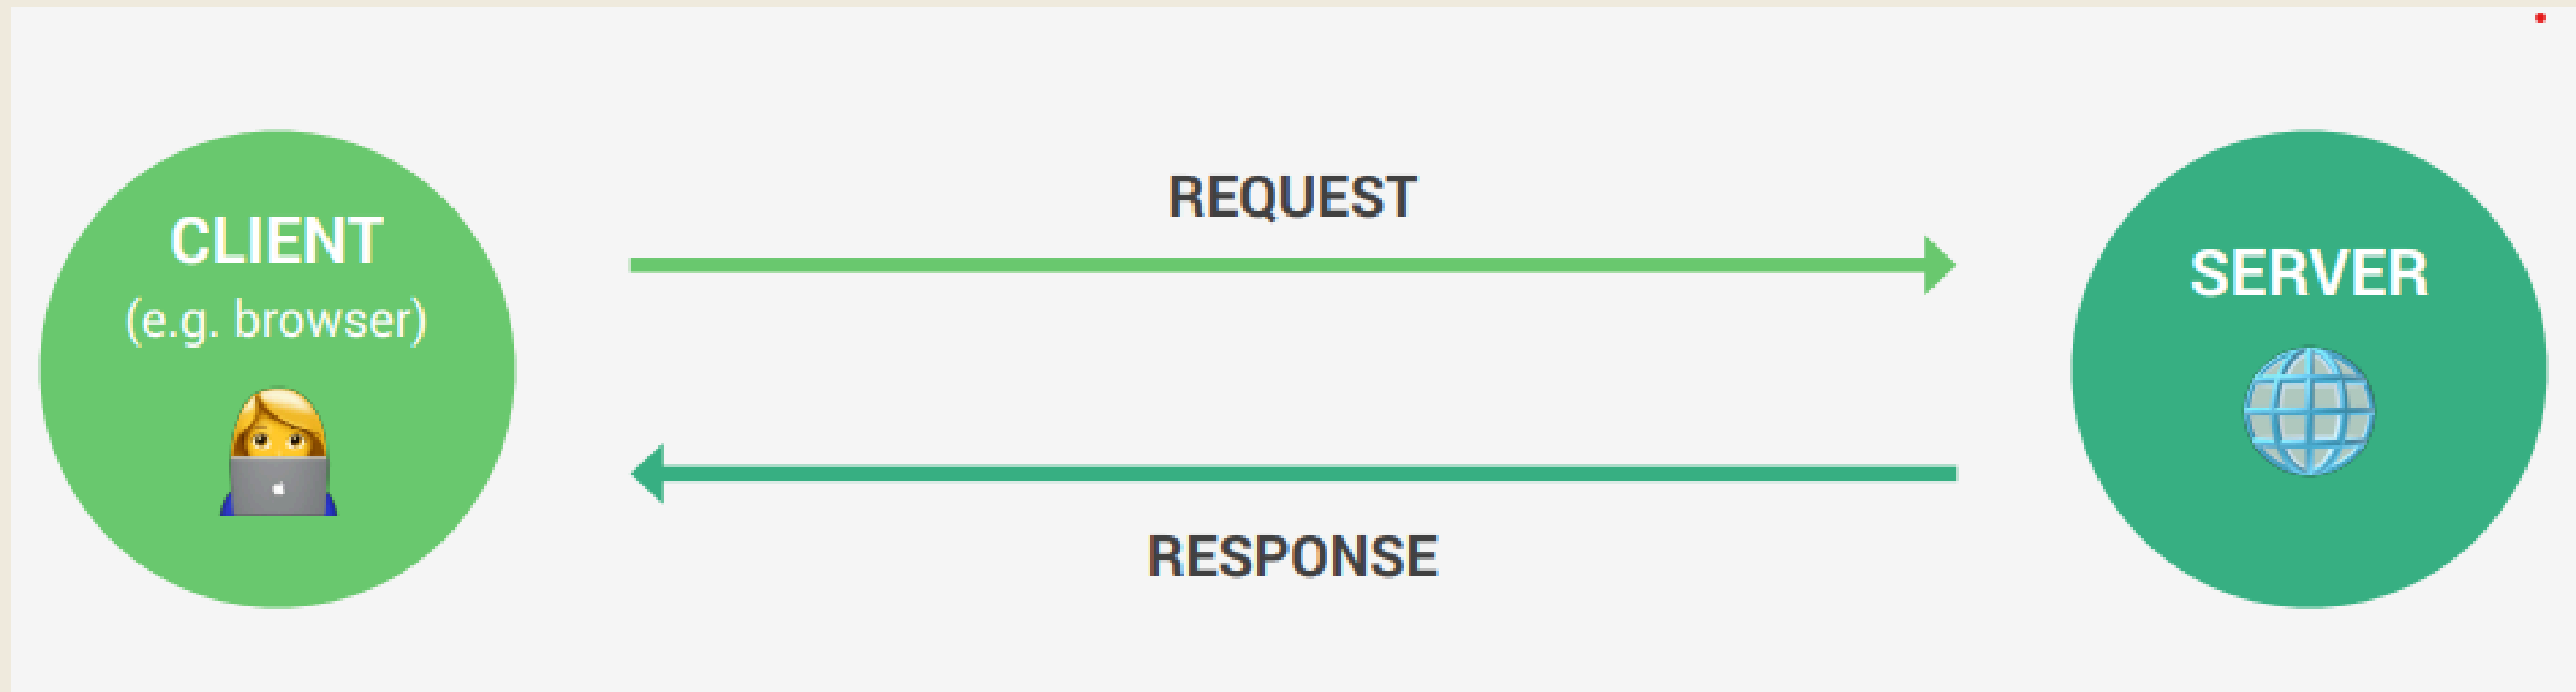 CLIENT
(e.g. browser)
REQUEST
RESPONSE
SERVER